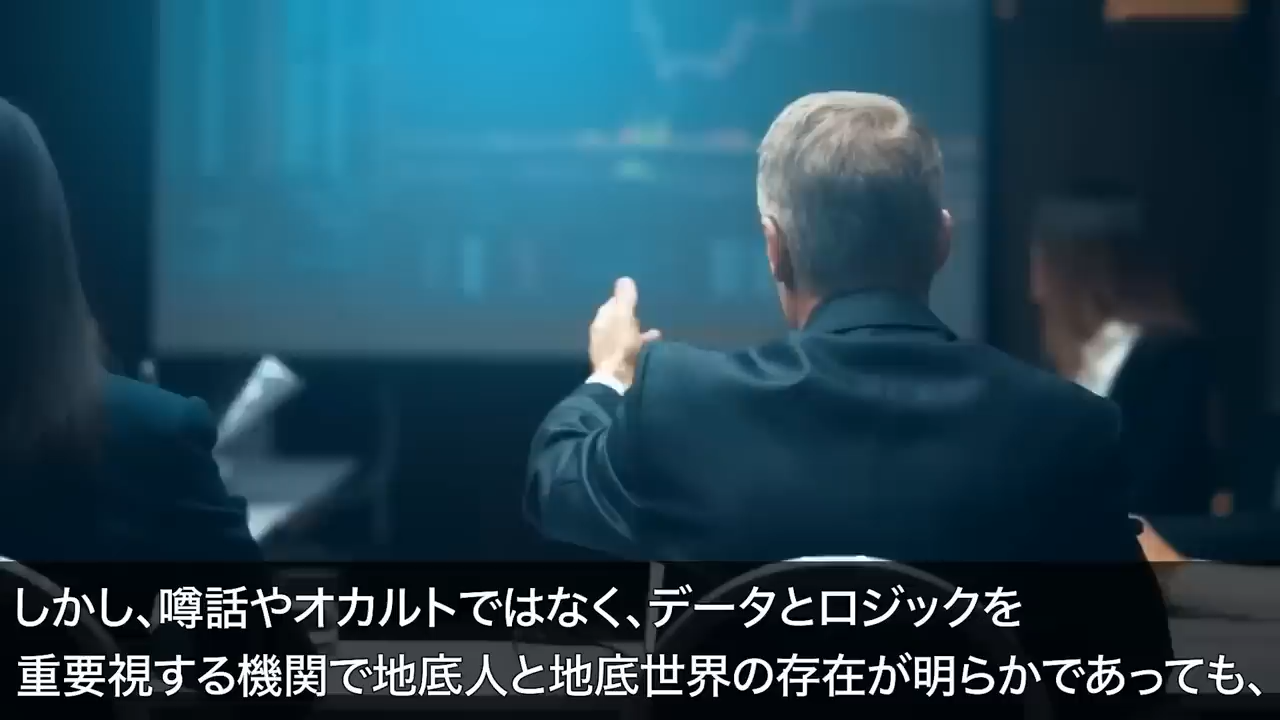 しかし、噂話やオカルトではなく、データとロジックを
重要視する機関で地底人と地底世界の存在が明らかであっても、